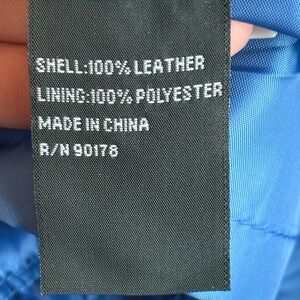 SHELL:100% LEATHER
LINING:100% POLYESTER
MADE IN CHINA
R/N 90178